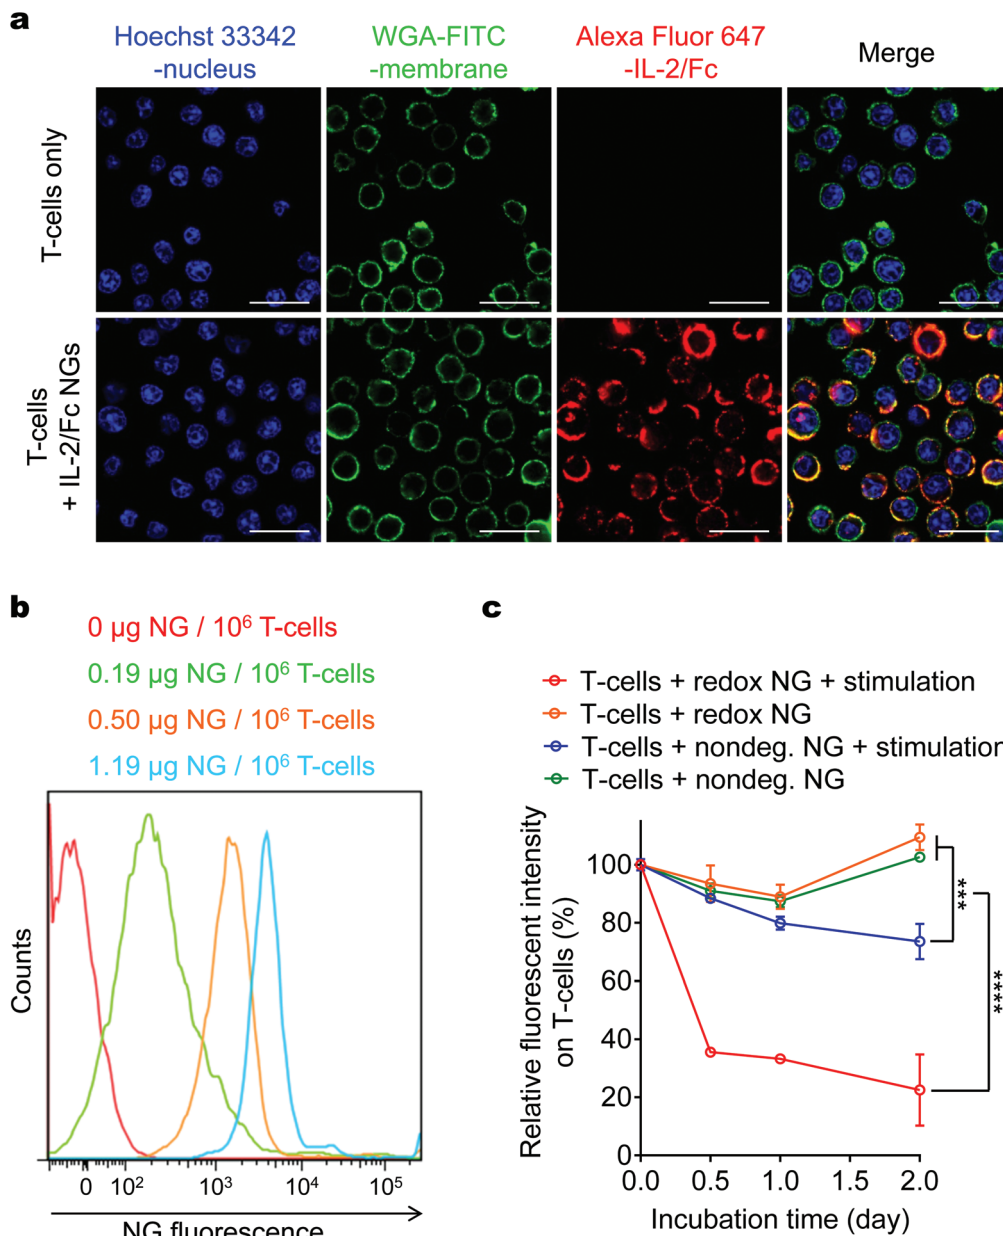 a
Hoechst 33342
-nucleus
WGA-FITC
-membrane
Alexa Fluor 647
-IL-2/Fc
Merge
T-cells only
T-cells
+ IL-2/Fc NGs
b
0 µg NG / 10⁶ T-cells
0.19 µg NG / 10⁶ T-cells
0.50 µg NG / 10⁶ T-cells
1.19 µg NG / 10⁶ T-cells
Counts
0 10² 10³ 10⁴ 10⁵
NG fluorescence
c
T-cells + redox NG + stimulation
T-cells + redox NG
T-cells + nondeg. NG + stimulation
T-cells + nondeg. NG
Relative fluorescent intensity
on T-cells (%)
100
80
60
40
20
0
***
****
0.0 0.5 1.0 1.5 2.0
Incubation time (day)